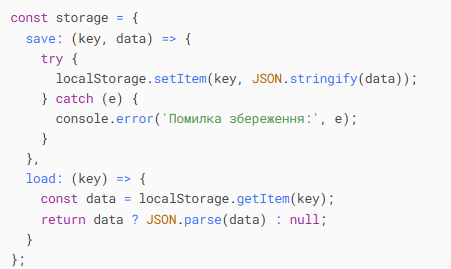 const storage = {
  save: (key, data) => {
    try {
      localStorage.setItem(key, JSON.stringify(data));
    } catch (e) {
      console.error('Помилка збереження:', e);
    }
  },
  load: (key) => {
    const data = localStorage.getItem(key);
    return data ? JSON.parse(data) : null;
  }
};